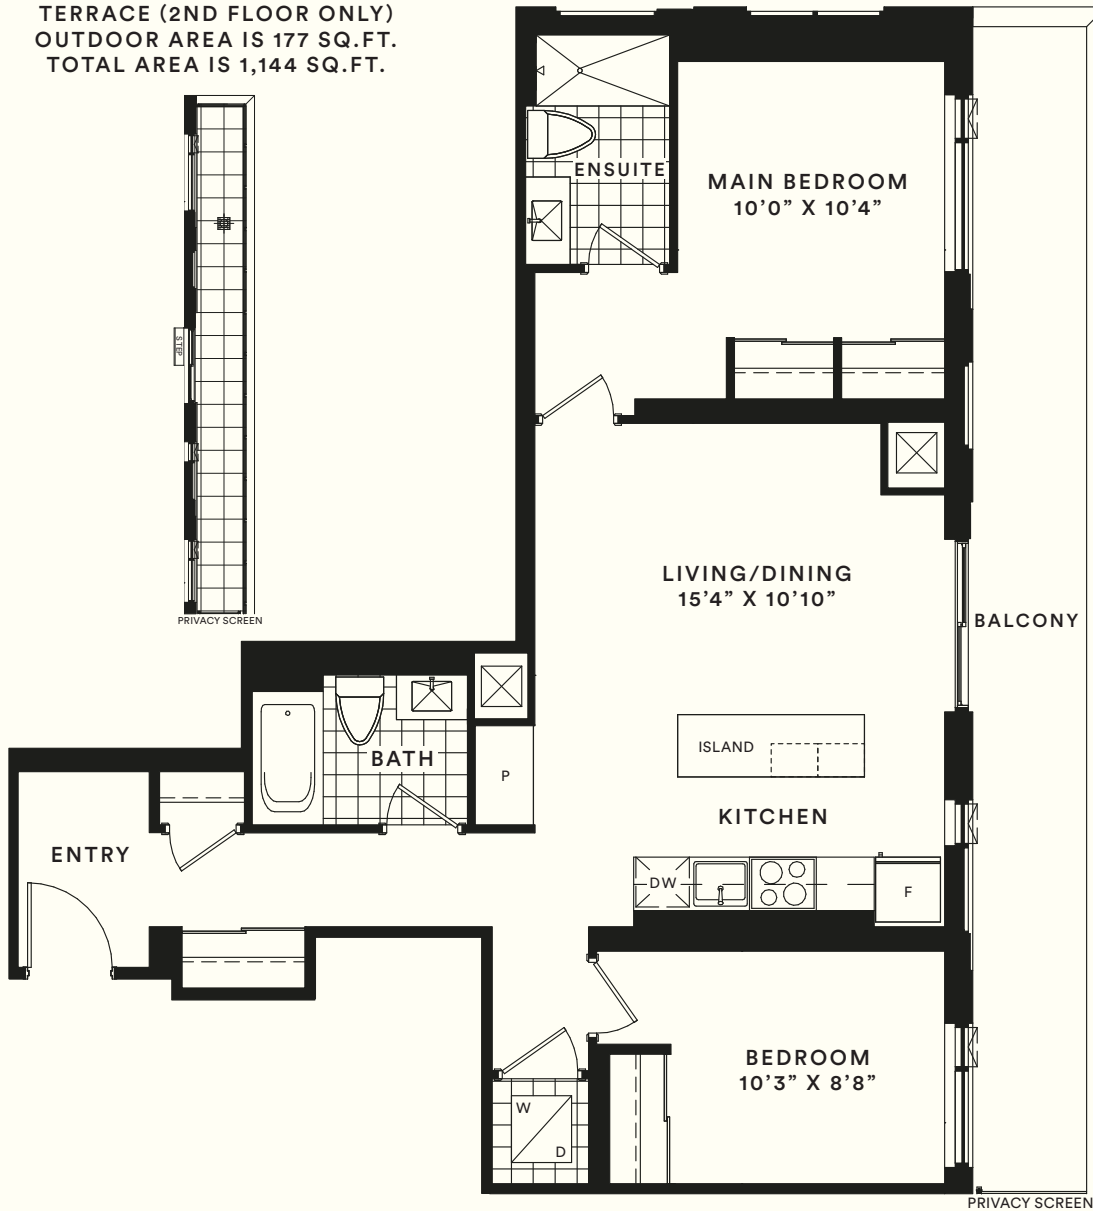 TERRACE (2ND FLOOR ONLY)
OUTDOOR AREA IS 177 SQ.FT.
TOTAL AREA IS 1,144 SQ.FT.
STEP
PRIVACY SCREEN
ENSUITE
MAIN BEDROOM
10’0” X 10’4”
LIVING/DINING
15’4” X 10’10”
BALCONY
ISLAND
BATH
P
KITCHEN
ENTRY
DW
F
BEDROOM
10’3” X 8’8”
W
D
PRIVACY SCREEN